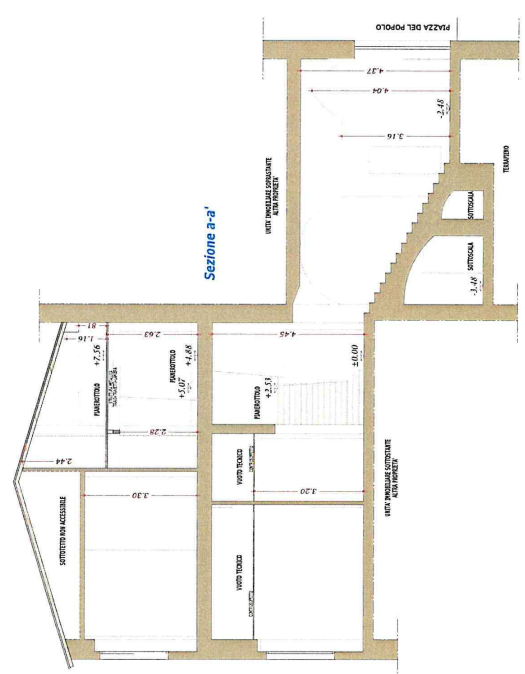 PIAZZA DEL POPOLO
4.37
4.04
3.16
-2.48
UNITA' IMMOBILIARE SOPRASTANTE
ALTRA PROPRIETA'
TERRAPIENO
SOTTOSCALA
SOTTOSCALA
-3.48
Sezione a-a'
81
1.16
2.63
+7,56
PIANEROTTOLO
PIANEROTTOLO
+4.88
+5.07
2.28
2.44
4.45
±0.00
+2.53
PIANEROTTOLO
VUOTO TECNICO
3.20
SOTTOTETTO NON ACCESSIBILE
3.30
VUOTO TECNICO
UNITA' IMMOBILIARE SOTTOSTANTE
ALTRA PROPRIETA'